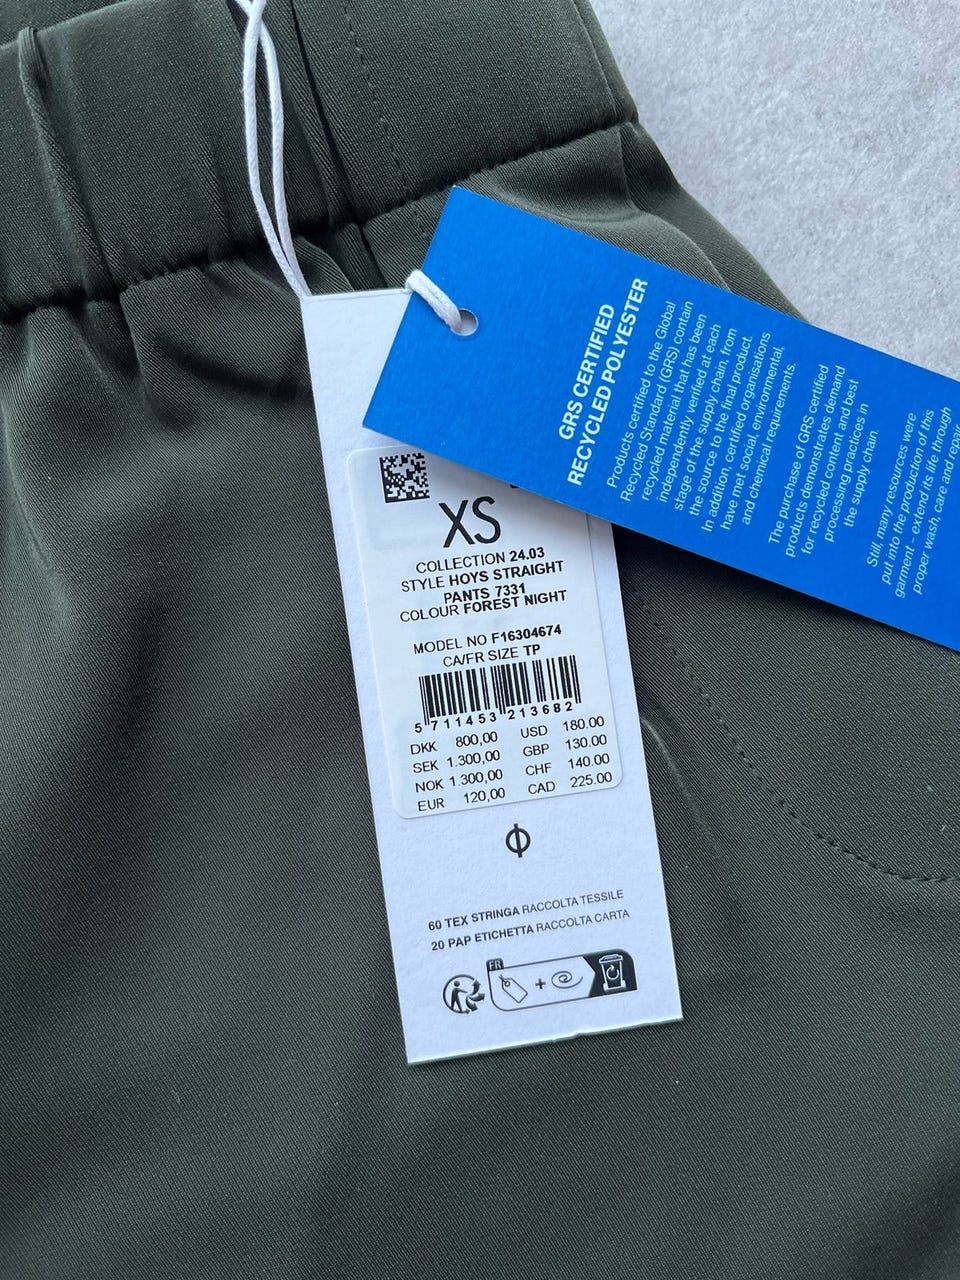 GRS CERTIFIED
RECYCLED POLYESTER
Products certified to the Global
Recycled Standard (GRS) contain
recycled material that has been
independently verified at each
stage of the supply chain, from
the source to the final product.
In addition, certified organisations
have met social, environmental,
and chemical requirements.
The purchase of GRS certified
products demonstrates demand
for recycled content and best
processing practices in
the supply chain.
Still, many resources were
put into the production of this
garment - extend its life through
proper wash, care and repair
XS
COLLECTION 24.03
STYLE HOYS STRAIGHT
PANTS 7331
COLOUR FOREST NIGHT
MODEL NO F16304674
CA/FR SIZE TP
5 711453 213682
DKK 800,00 USD 180.00
SEK 1.300,00 GBP 130.00
NOK 1.300,00 CHF 140.00
EUR 120,00 CAD 225.00
60 TEX STRINGA RACCOLTA TESSILE
20 PAP ETICHETTA RACCOLTA CARTA
FR